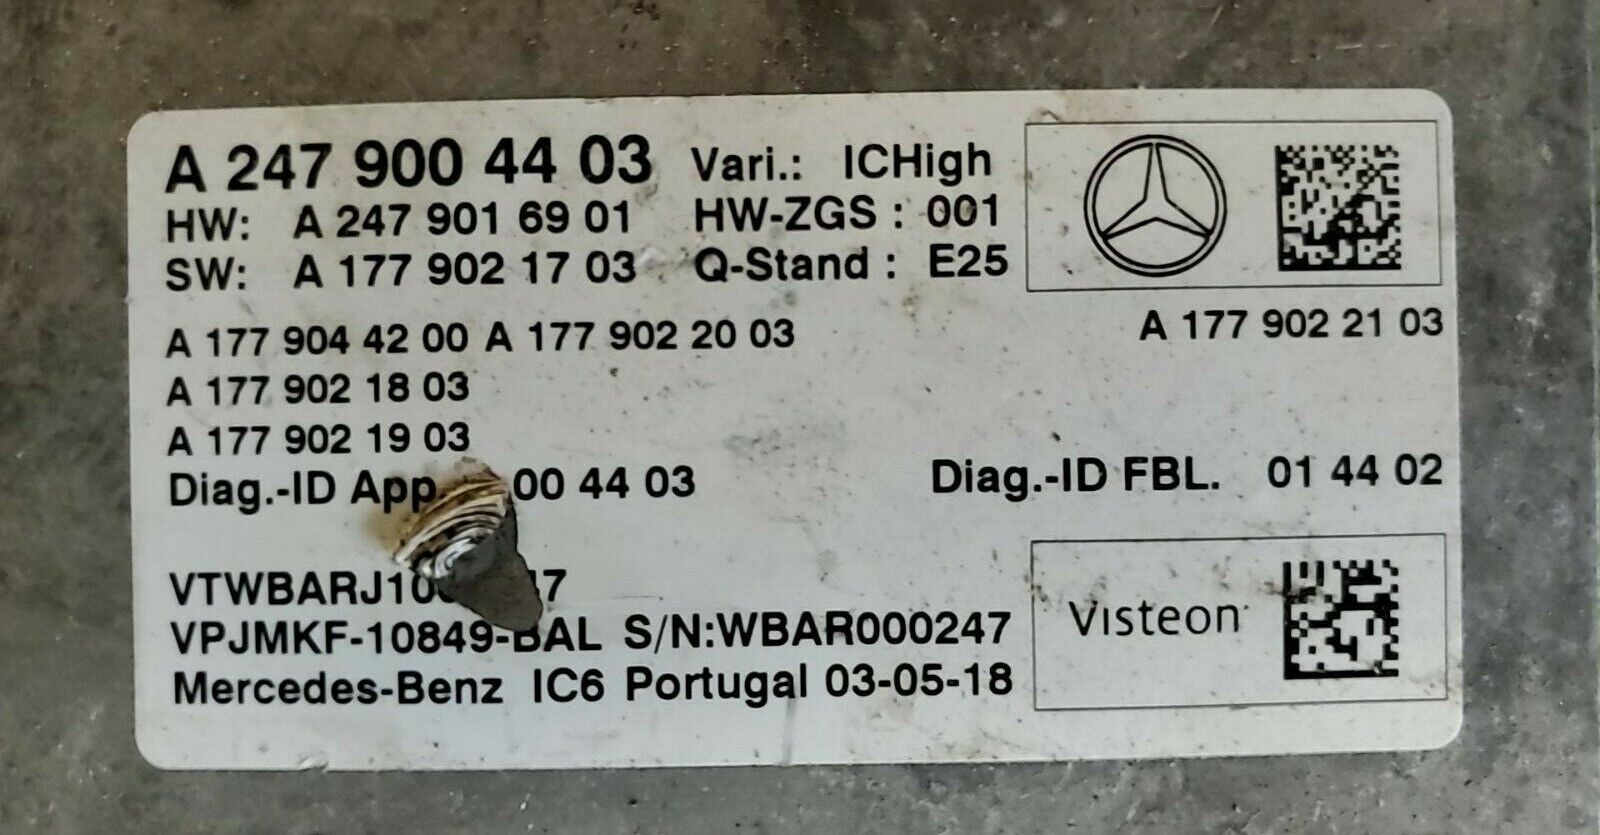 A 247 900 44 03 Vari.: ICHigh
HW: A 247 901 69 01 HW-ZGS : 001
SW: A 177 902 17 03 Q-Stand : E25
A 177 904 42 00 A 177 902 20 03 A 177 902 21 03
A 177 902 18 03
A 177 902 19 03
Diag.-ID App. 00 44 03 Diag.-ID FBL. 01 44 02
VPJMKF-10849-BAL S/N:WBAR000247
Visteon
Mercedes-Benz IC6 Portugal 03-05-18